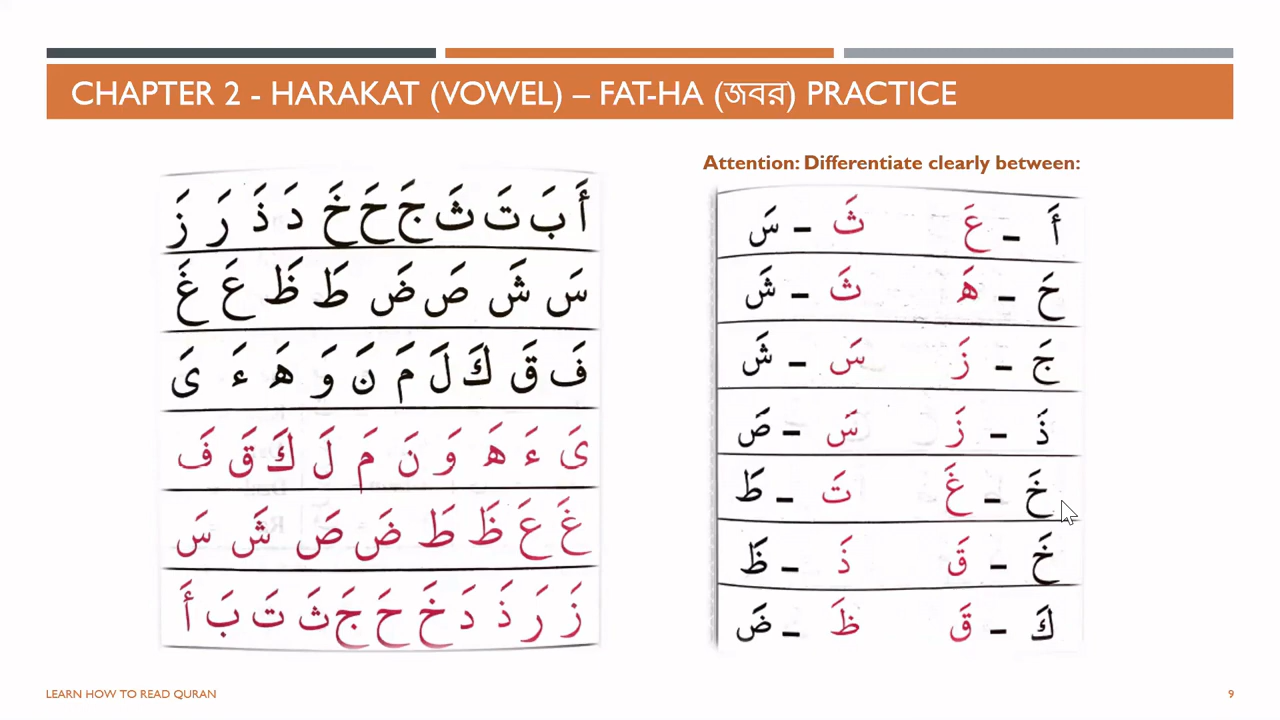 CHAPTER 2 - HARAKAT (VOWEL) – FAT-HA (জবর) PRACTICE
أَ بَ تَ ثَ جَ حَ خَ دَ ذَ رَ زَ
سَ شَ صَ ضَ طَ ظَ عَ غَ
فَ قَ كَ لَ مَ نَ وَ هَ ءَ ىَ
ىَ ءَ هَ وَ نَ مَ لَ كَ قَ فَ
غَ عَ ظَ طَ ضَ صَ شَ سَ
زَ رَ ذَ دَ خَ حَ جَ ثَ تَ بَ أَ
Attention: Differentiate clearly between:
أَ - عَ ثَ - سَ
حَ - هَ ثَ - شَ
جَ - زَ سَ - شَ
ذَ - زَ سَ - صَ
خَ - غَ تَ - طَ
خَ - قَ ذَ - ظَ
كَ - قَ ظَ - ضَ
LEARN HOW TO READ QURAN
9